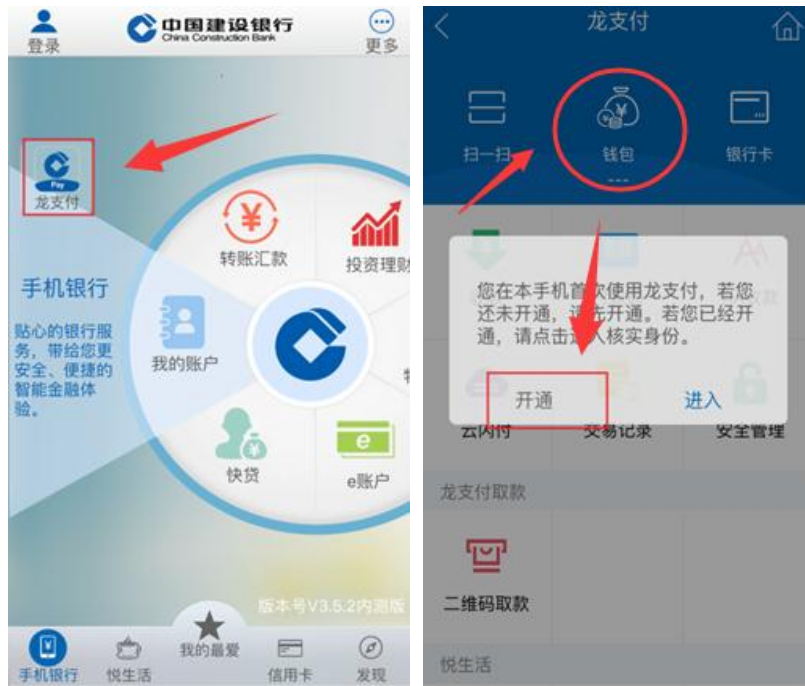 登录
中国建设银行
China Construction Bank
更多
Pay
龙支付
转账汇款
投资理财
手机银行
贴心的银行服
务，带给您更
安全、便捷的
智能金融体
验。
我的账户
快贷
e
e账户
版本号V3.5.2内测版
手机银行
悦生活
我的最爱
信用卡
发现
龙支付
扫一扫
钱包
银行卡
您在本手机首次使用龙支付，若您
还未开通，请先开通。若您已经开
通，请点击进入核实身份。
开通
进入
云闪付
交易记录
安全管理
龙支付取款
二维码取款
悦生活